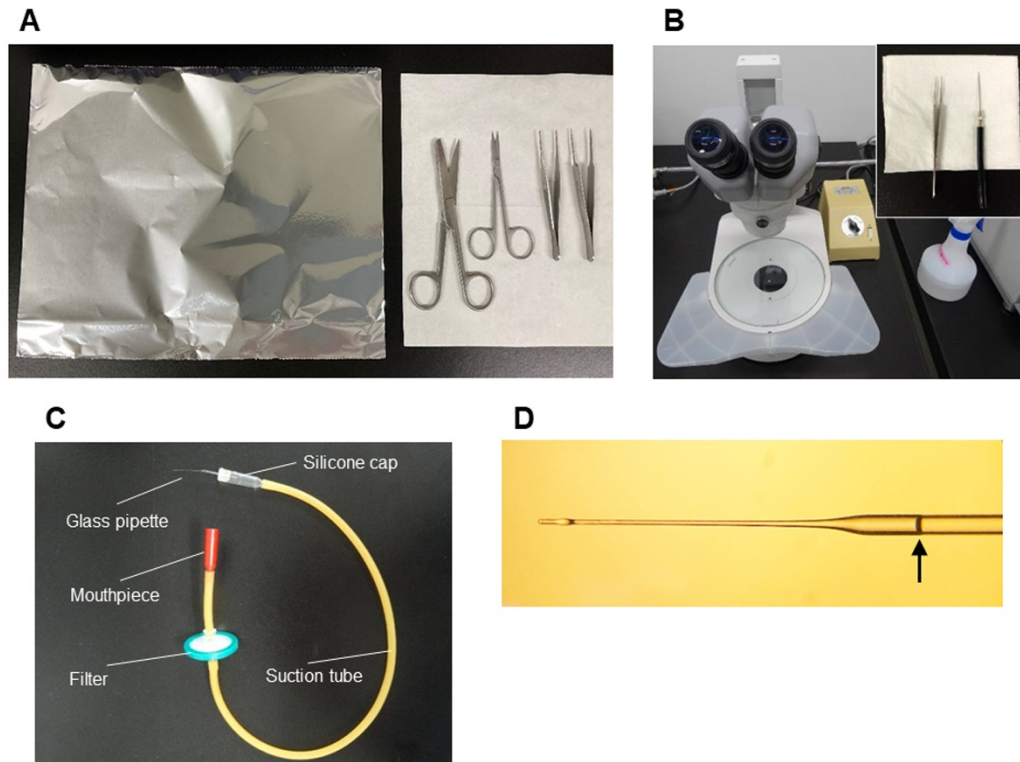 A
B
C
Silicone cap
Glass pipette
Mouthpiece
Filter
Suction tube
D